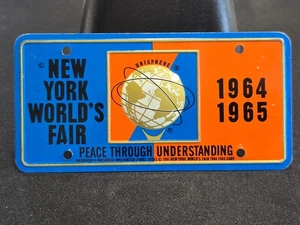 UNISPHERE
®
©
NEW
YORK
WORLD'S
FAIR
1964
1965
®
PEACE THROUGH UNDERSTANDING